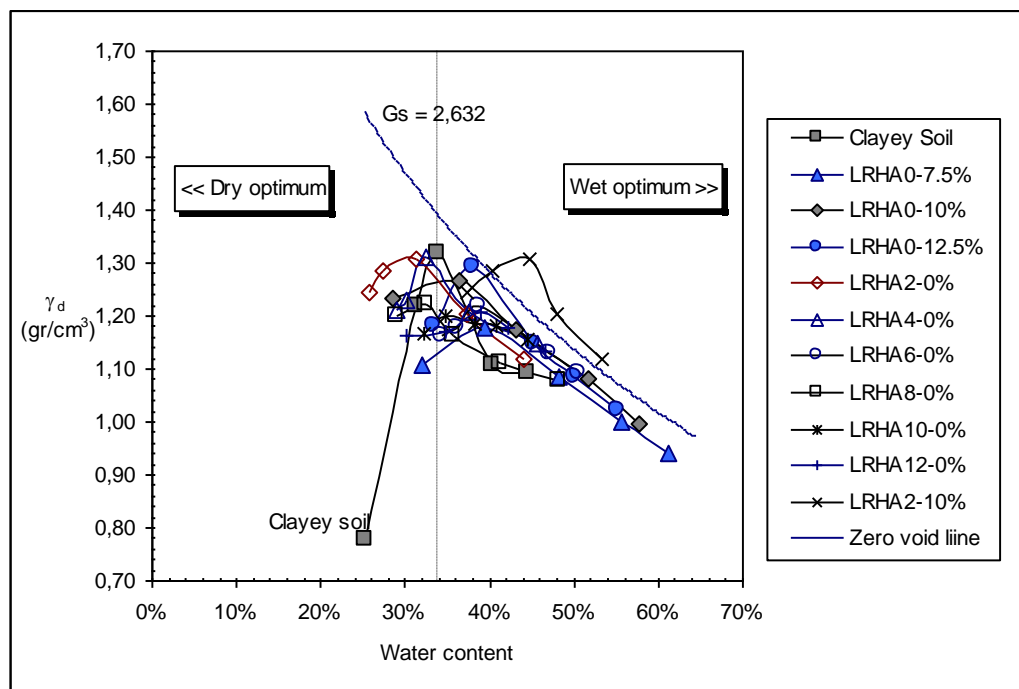 1,70
1,60
1,50
1,40
1,30
1,20
1,10
1,00
0,90
0,80
0,70
γd
(gr/cm³)
Gs = 2,632
<< Dry optimum
Wet optimum >>
Clayey soil
0%
10%
20%
30%
40%
50%
60%
70%
Water content
Clayey Soil
LRHA0-7.5%
LRHA0-10%
LRHA0-12.5%
LRHA2-0%
LRHA4-0%
LRHA6-0%
LRHA8-0%
LRHA10-0%
LRHA12-0%
LRHA2-10%
Zero void liine